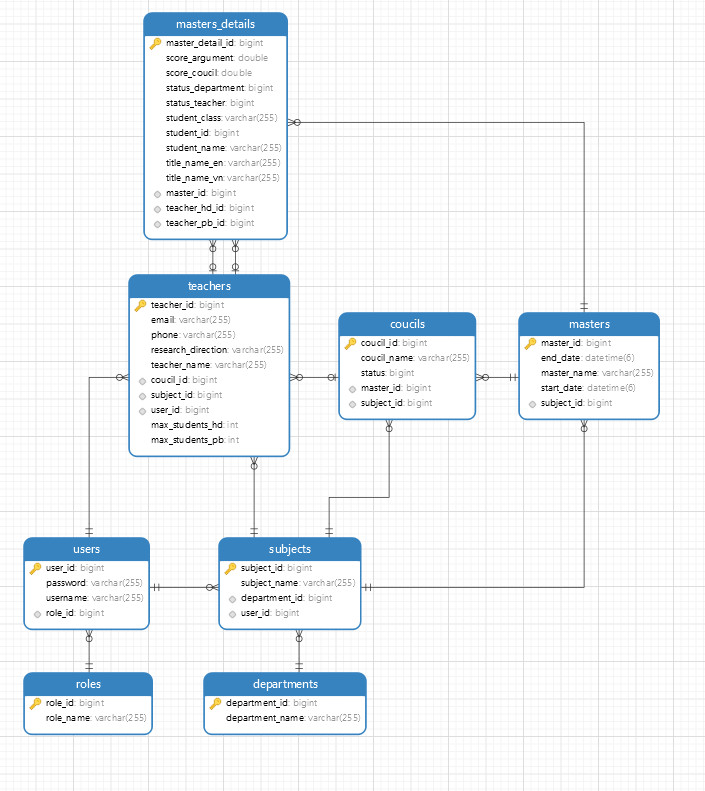 masters_details
master_detail_id: bigint
score_argument: double
score_coucil: double
status_department: bigint
status_teacher: bigint
student_class: varchar(255)
student_id: bigint
student_name: varchar(255)
title_name_en: varchar(255)
title_name_vn: varchar(255)
master_id: bigint
teacher_hd_id: bigint
teacher_pb_id: bigint
teachers
teacher_id: bigint
email: varchar(255)
phone: varchar(255)
research_direction: varchar(255)
teacher_name: varchar(255)
coucil_id: bigint
subject_id: bigint
user_id: bigint
max_students_hd: int
max_students_pb: int
coucils
coucil_id: bigint
coucil_name: varchar(255)
status: bigint
master_id: bigint
subject_id: bigint
masters
master_id: bigint
end_date: datetime(6)
master_name: varchar(255)
start_date: datetime(6)
subject_id: bigint
users
user_id: bigint
password: varchar(255)
username: varchar(255)
role_id: bigint
subjects
subject_id: bigint
subject_name: varchar(255)
department_id: bigint
user_id: bigint
roles
role_id: bigint
role_name: varchar(255)
departments
department_id: bigint
department_name: varchar(255)